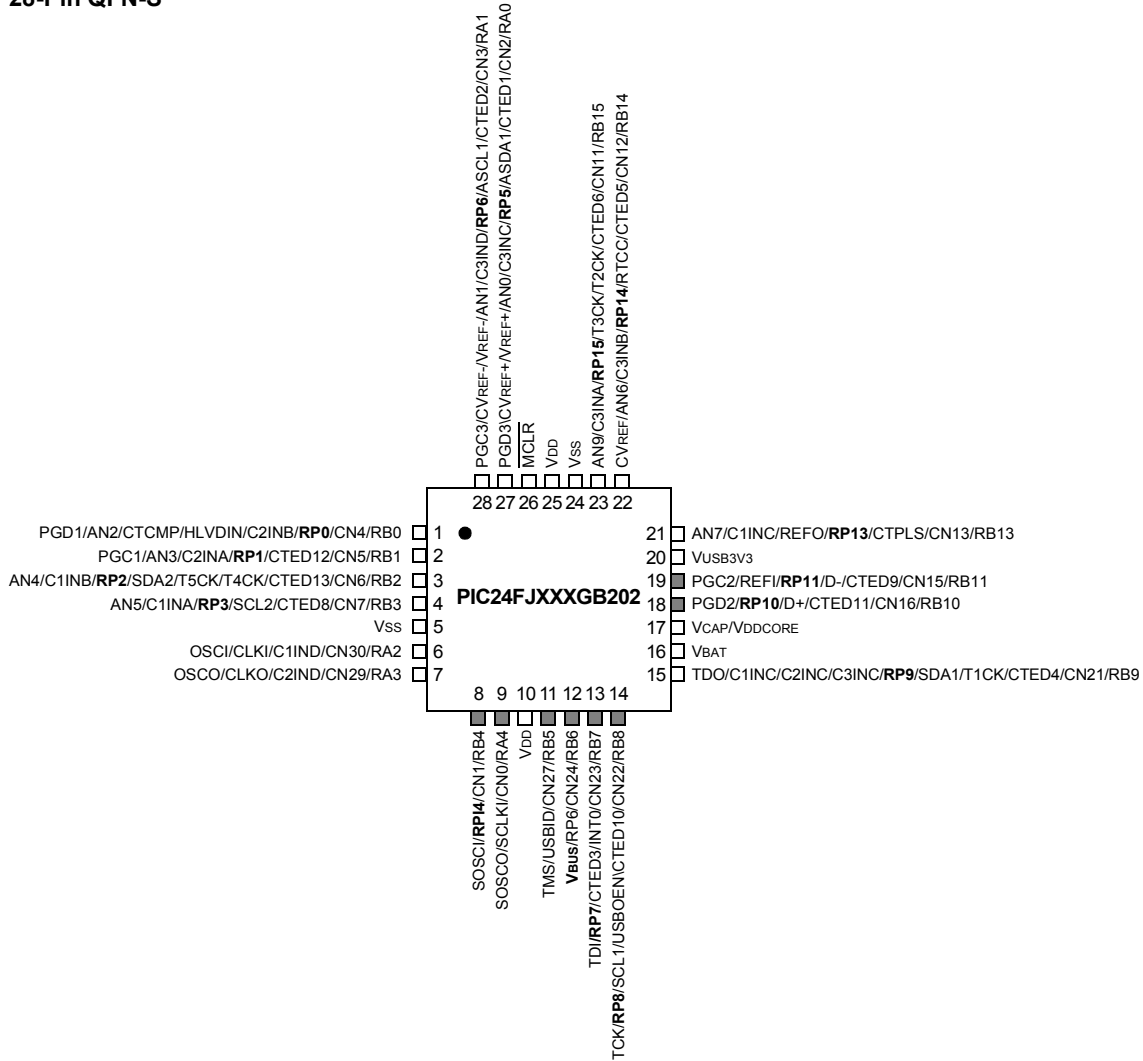 28-Pin QFN-S
PGC3/CVREF-/VREF-/AN1/C3IND/RP6/ASCL1/CTED2/CN3/RA1
PGD3\CVREF+/VREF+/AN0/C3INC/RP5/ASDA1/CTED1/CN2/RA0
MCLR
VDD
VSS
AN9/C3INA/RP15/T3CK/T2CK/CTED6/CN11/RB15
CVREF/AN6/C3INB/RP14/RTCC/CTED5/CN12/RB14
28 27 26 25 24 23 22
PGD1/AN2/CTCMP/HLVDIN/C2INB/RP0/CN4/RB0 1
PGC1/AN3/C2INA/RP1/CTED12/CN5/RB1 2
AN4/C1INB/RP2/SDA2/T5CK/T4CK/CTED13/CN6/RB2 3
AN5/C1INA/RP3/SCL2/CTED8/CN7/RB3 4
VSS 5
OSCI/CLKI/C1IND/CN30/RA2 6
OSCO/CLKO/C2IND/CN29/RA3 7
PIC24FJXXXGB202
21 AN7/C1INC/REFO/RP13/CTPLS/CN13/RB13
20 VUSB3V3
19 PGC2/REFI/RP11/D-/CTED9/CN15/RB11
18 PGD2/RP10/D+/CTED11/CN16/RB10
17 VCAP/VDDCORE
16 VBAT
15 TDO/C1INC/C2INC/C3INC/RP9/SDA1/T1CK/CTED4/CN21/RB9
8 9 10 11 12 13 14
SOSCI/RPI4/CN1/RB4
SOSCO/SCLKI/CN0/RA4
VDD
TMS/USBID/CN27/RB5
VBUS/RP6/CN24/RB6
TDI/RP7/CTED3/INT0/CN23/RB7
TCK/RP8/SCL1/USBOEN\CTED10/CN22/RB8